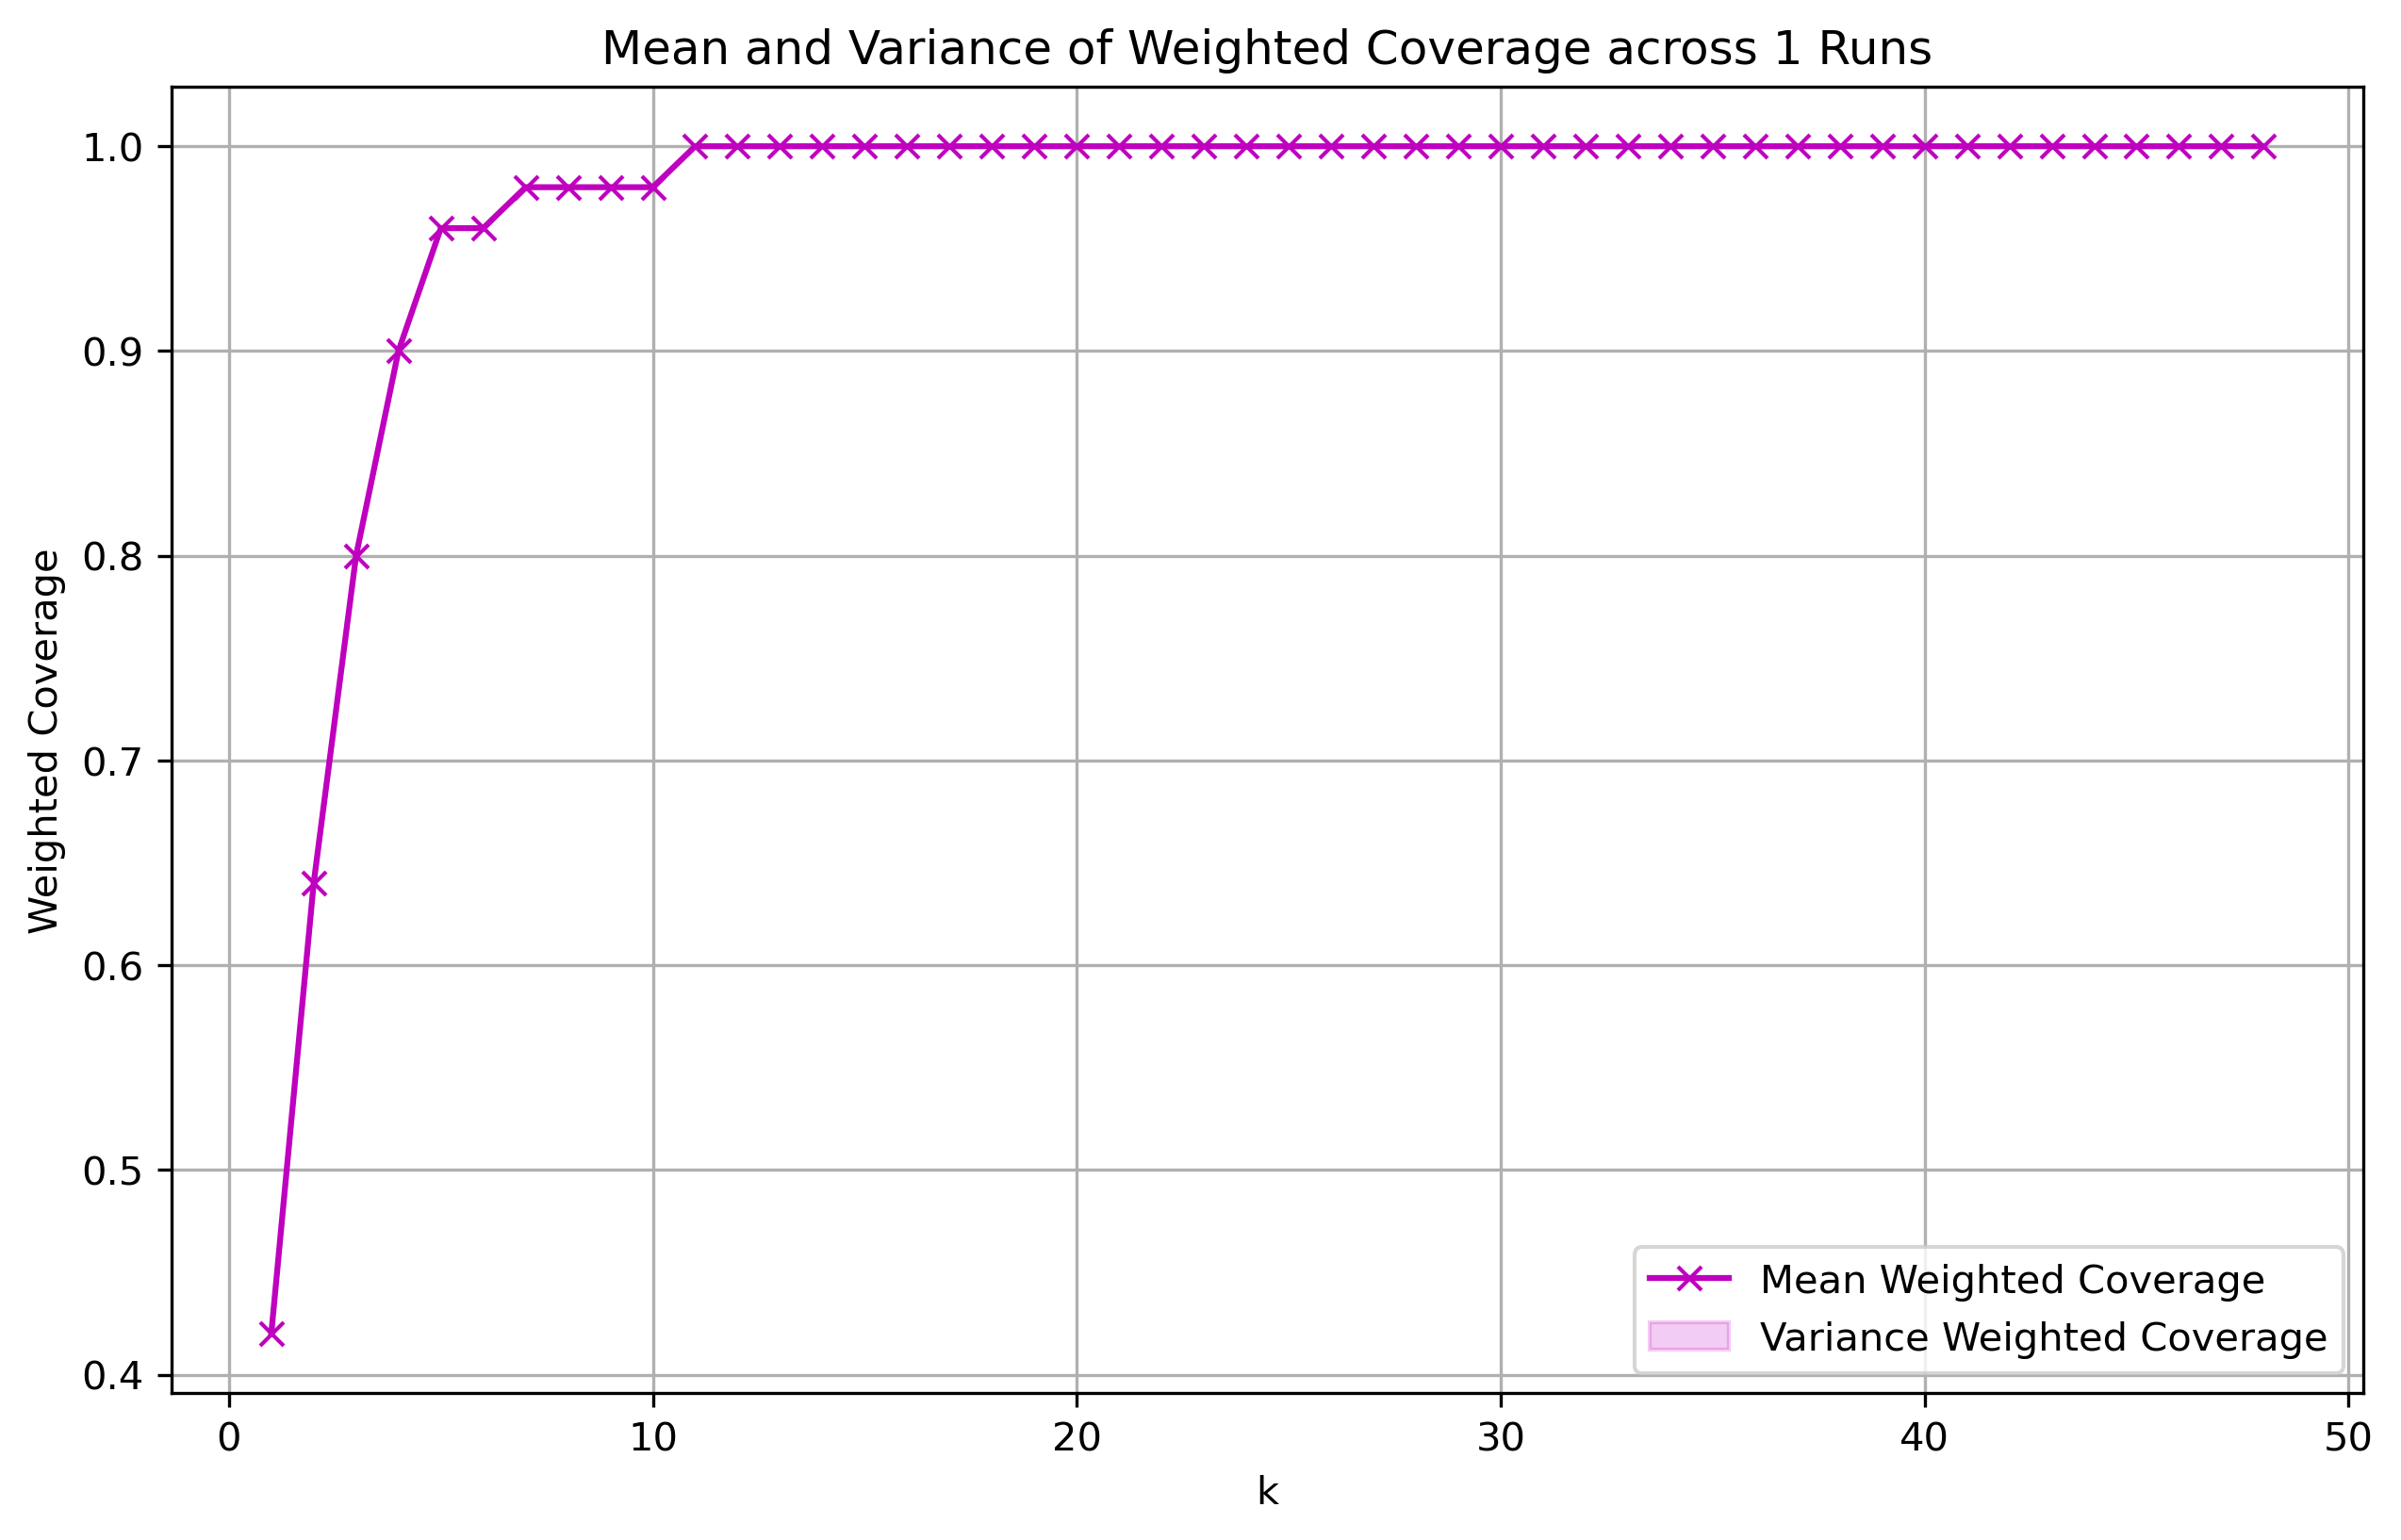 Mean and Variance of Weighted Coverage across 1 Runs
Weighted Coverage
1.0
0.9
0.8
0.7
0.6
0.5
0.4
0 10 20 30 40 50
k
Mean Weighted Coverage
Variance Weighted Coverage